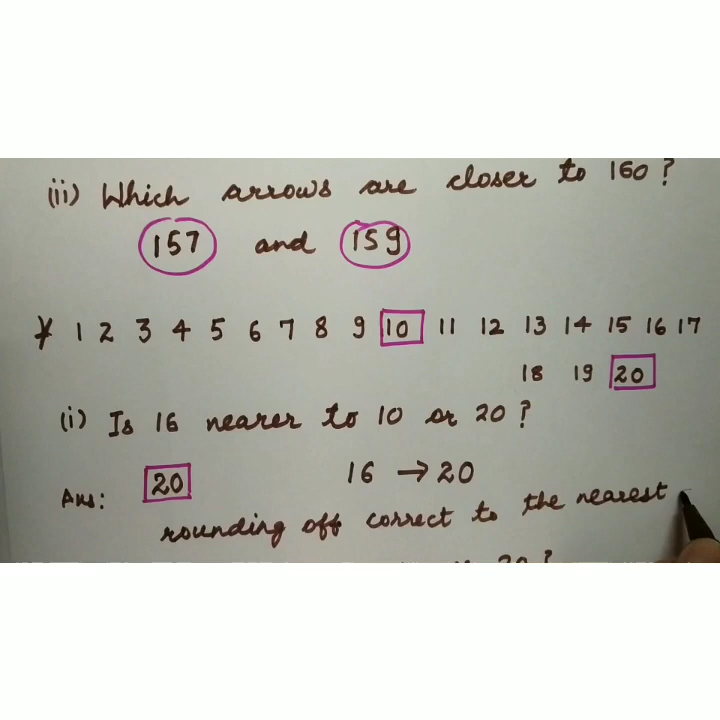 (ii) Which arrows are closer to 160 ?
157 and 159
* 1 2 3 4 5 6 7 8 9 10 11 12 13 14 15 16 17
18 19 20
(i) Is 16 nearer to 10 or 20 ?
Ans: 20 16 → 20
rounding off correct to the nearest
20 ?